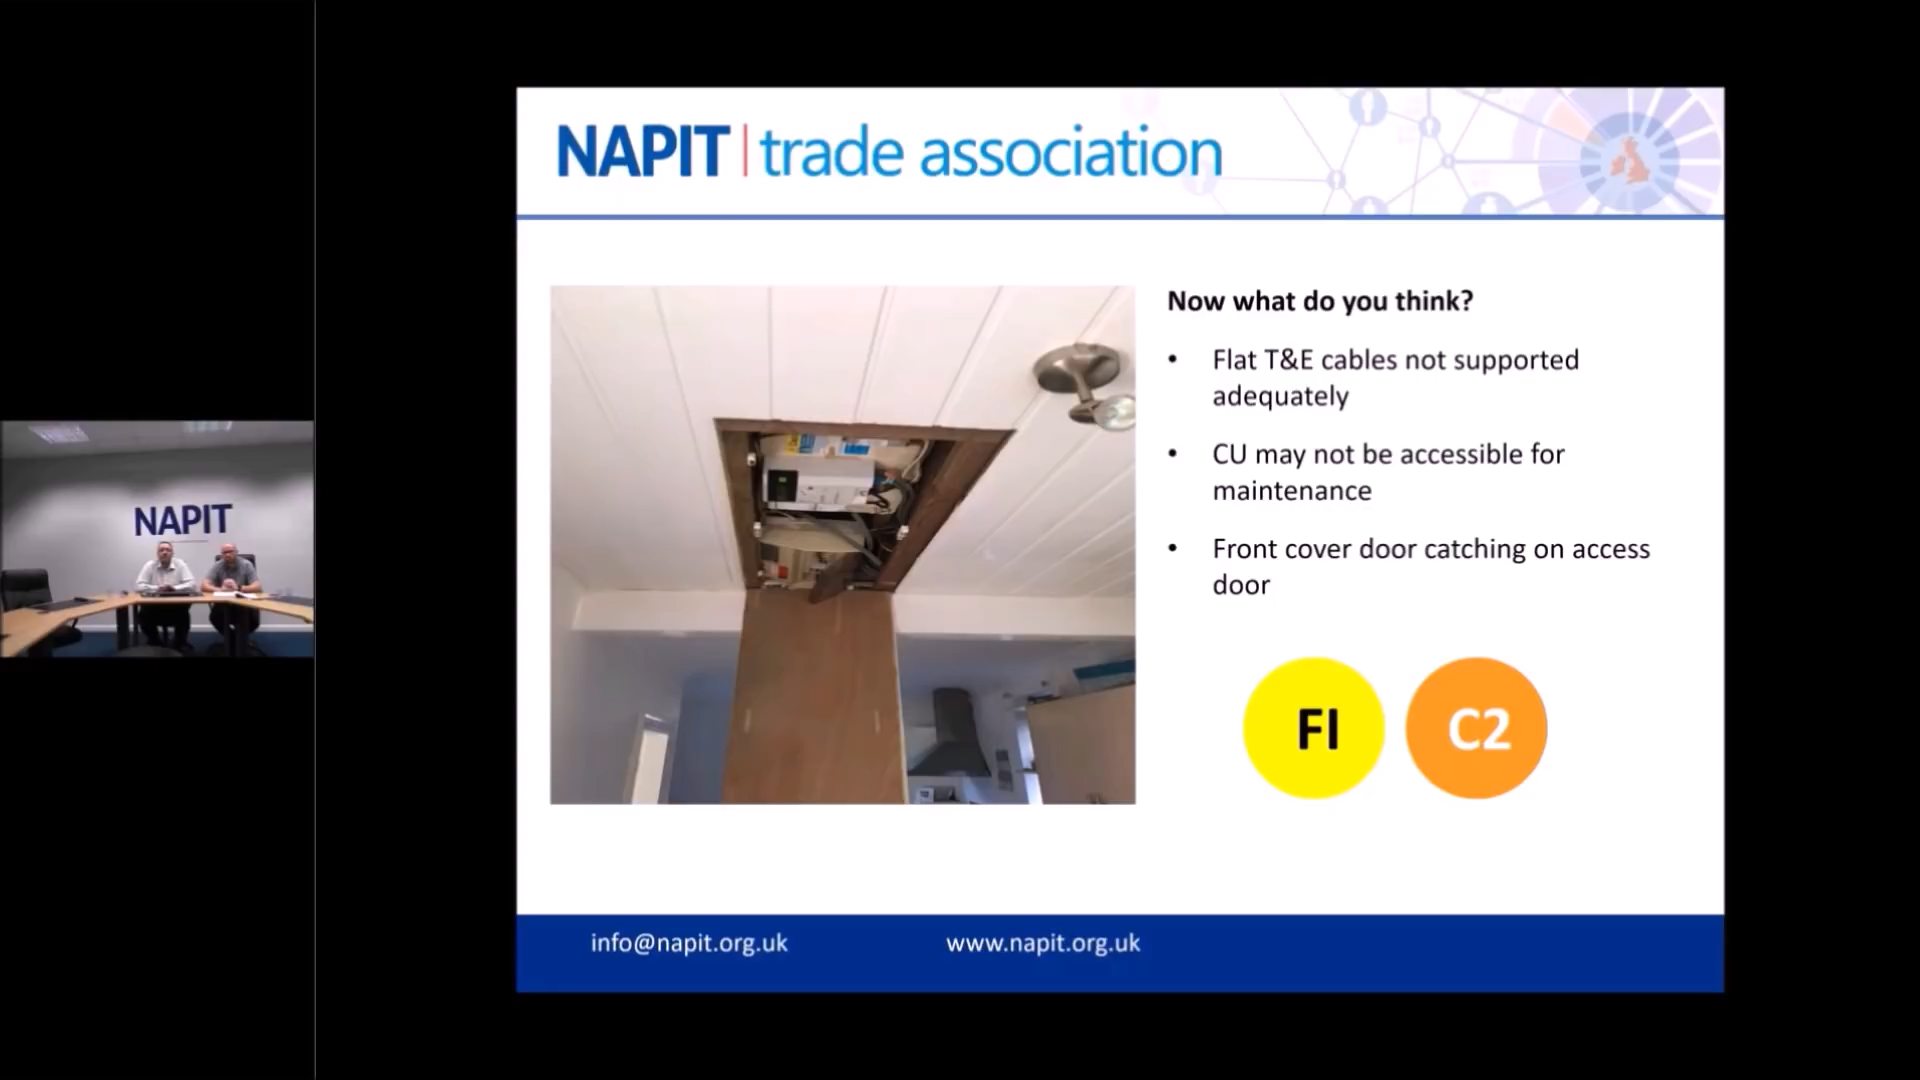 NAPIT
NAPIT | trade association
Now what do you think?
• Flat T&E cables not supported
adequately
• CU may not be accessible for
maintenance
• Front cover door catching on access
door
FI C2
info@napit.org.uk www.napit.org.uk